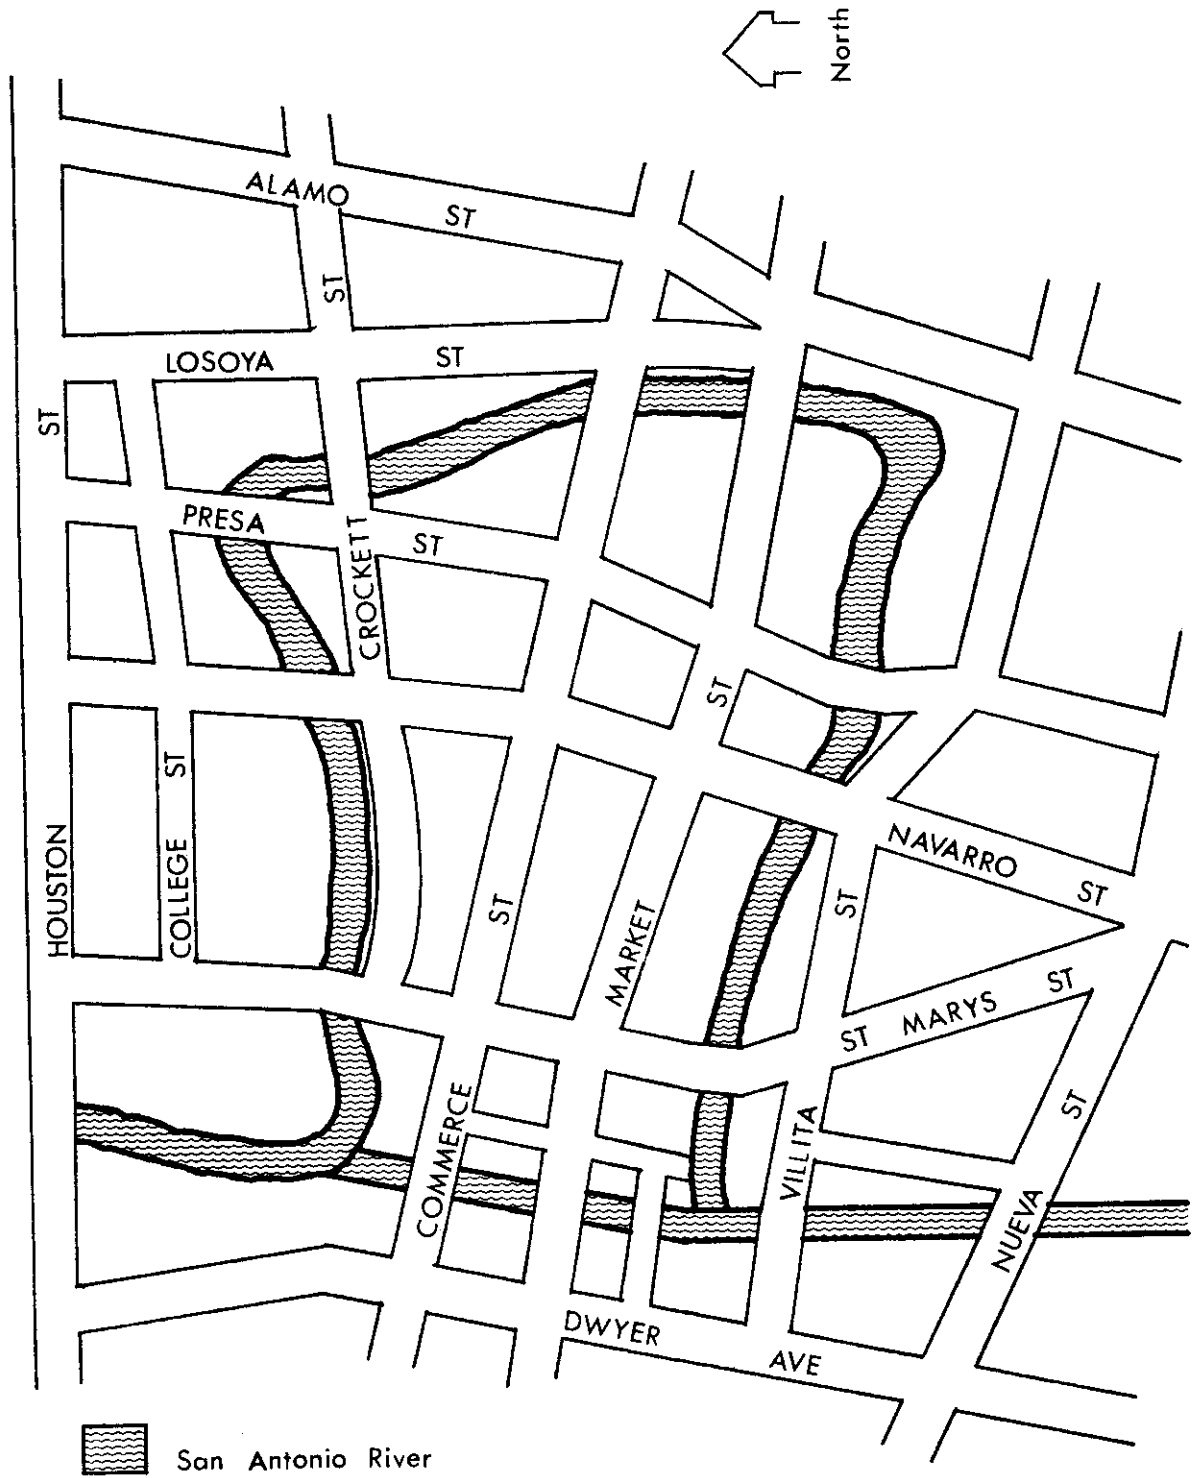 North
ALAMO ST
ST
LOSOYA ST
ST
PRESA ST
CROCKETT
ST
HOUSTON
COLLEGE ST
ST
MARKET
ST
NAVARRO ST
ST MARYS ST
COMMERCE
VILLITA
NUEVA ST
DWYER AVE
San Antonio River